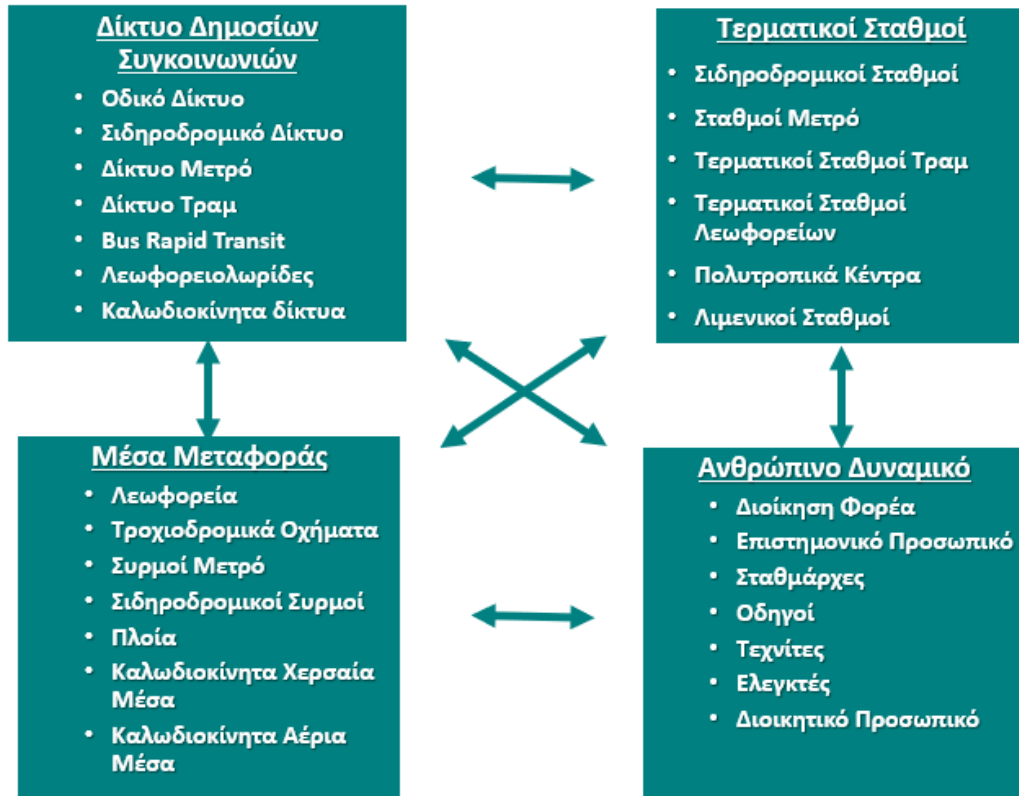 Δίκτυο Δημοσίων
Συγκοινωνιών
• Οδικό Δίκτυο
• Σιδηροδρομικό Δίκτυο
• Δίκτυο Μετρό
• Δίκτυο Τραμ
• Bus Rapid Transit
• Λεωφορειολωρίδες
• Καλωδιοκίνητα δίκτυα
Τερματικοί Σταθμοί
• Σιδηροδρομικοί Σταθμοί
• Σταθμοί Μετρό
• Τερματικοί Σταθμοί Τραμ
• Τερματικοί Σταθμοί
Λεωφορείων
• Πολυτροπικά Κέντρα
• Λιμενικοί Σταθμοί
Μέσα Μεταφοράς
• Λεωφορεία
• Τροχιοδρομικά Οχήματα
• Συρμοί Μετρό
• Σιδηροδρομικοί Συρμοί
• Πλοία
• Καλωδιοκίνητα Χερσαία
Μέσα
• Καλωδιοκίνητα Αέρια
Μέσα
Ανθρώπινο Δυναμικό
• Διοίκηση Φορέα
• Επιστημονικό Προσωπικό
• Σταθμάρχες
• Οδηγοί
• Τεχνίτες
• Ελεγκτές
• Διοικητικό Προσωπικό